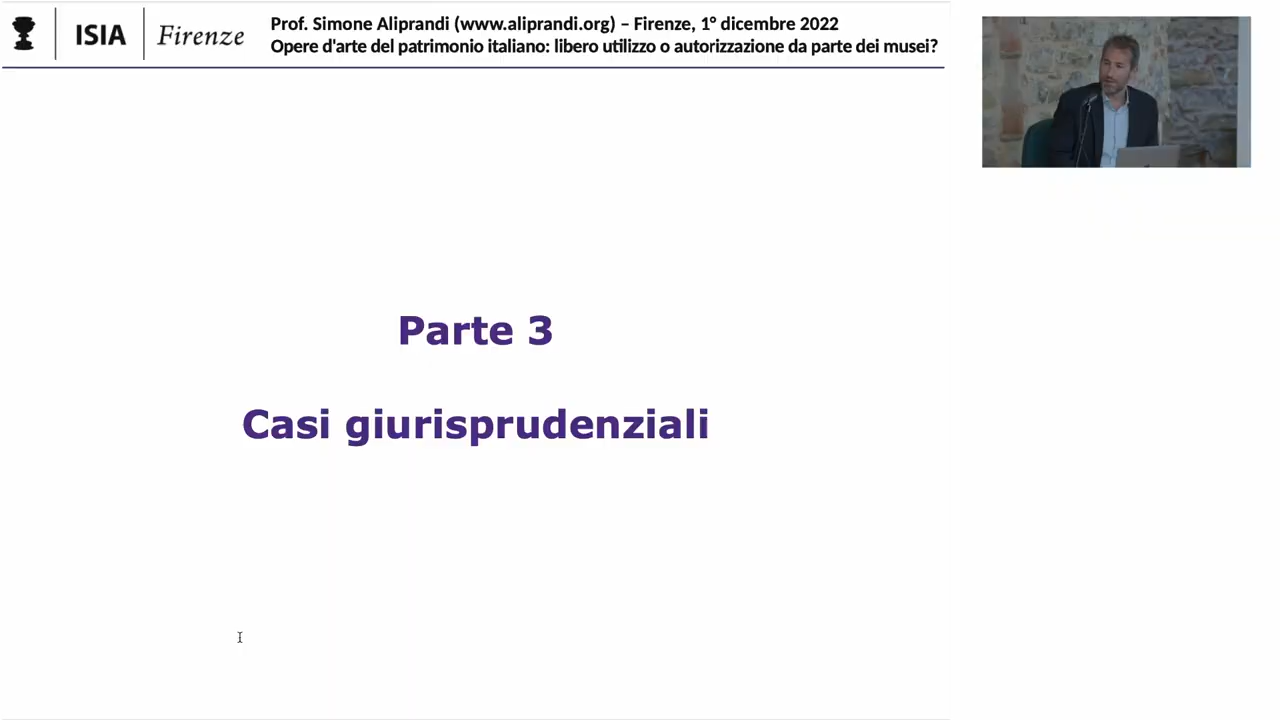 ISIA
Firenze
Prof. Simone Aliprandi (www.aliprandi.org) – Firenze, 1° dicembre 2022
Opere d'arte del patrimonio italiano: libero utilizzo o autorizzazione da parte dei musei?
Parte 3
Casi giurisprudenziali